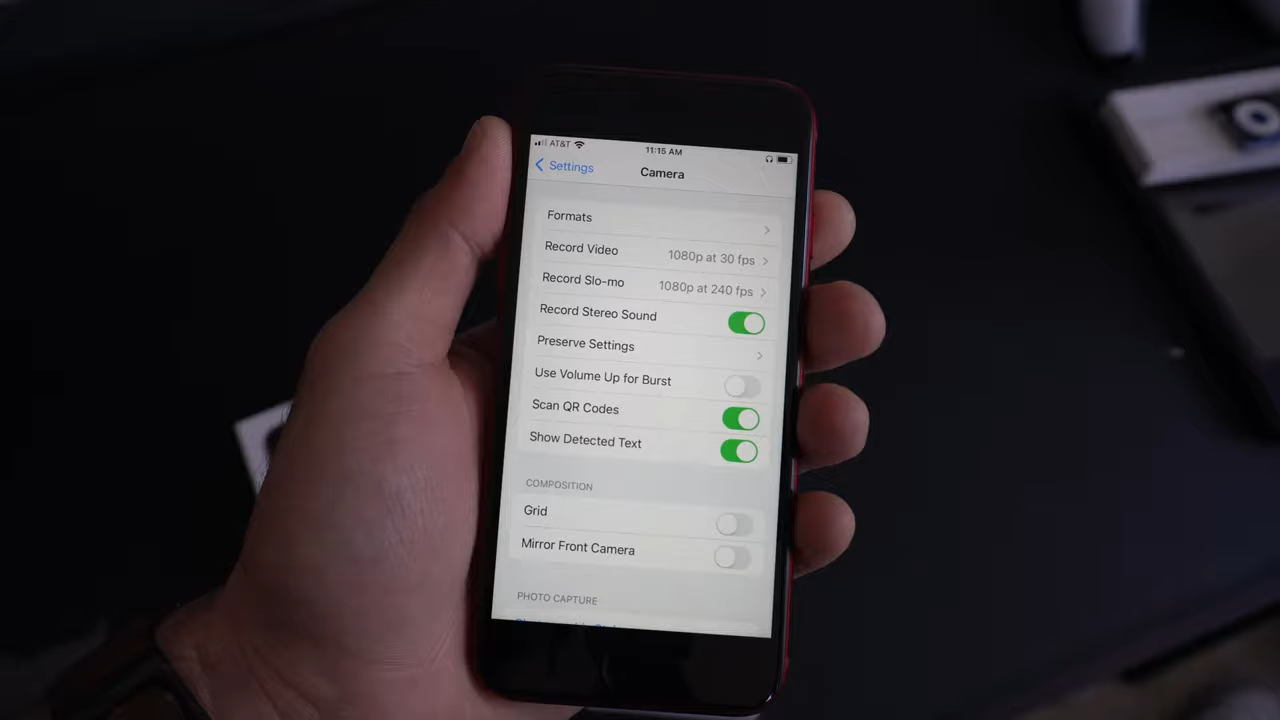 AT&T 11:15 AM
Settings Camera
Formats
Record Video 1080p at 30 fps
Record Slo-mo 1080p at 240 fps
Record Stereo Sound
Preserve Settings
Use Volume Up for Burst
Scan QR Codes
Show Detected Text
COMPOSITION
Grid
Mirror Front Camera
PHOTO CAPTURE